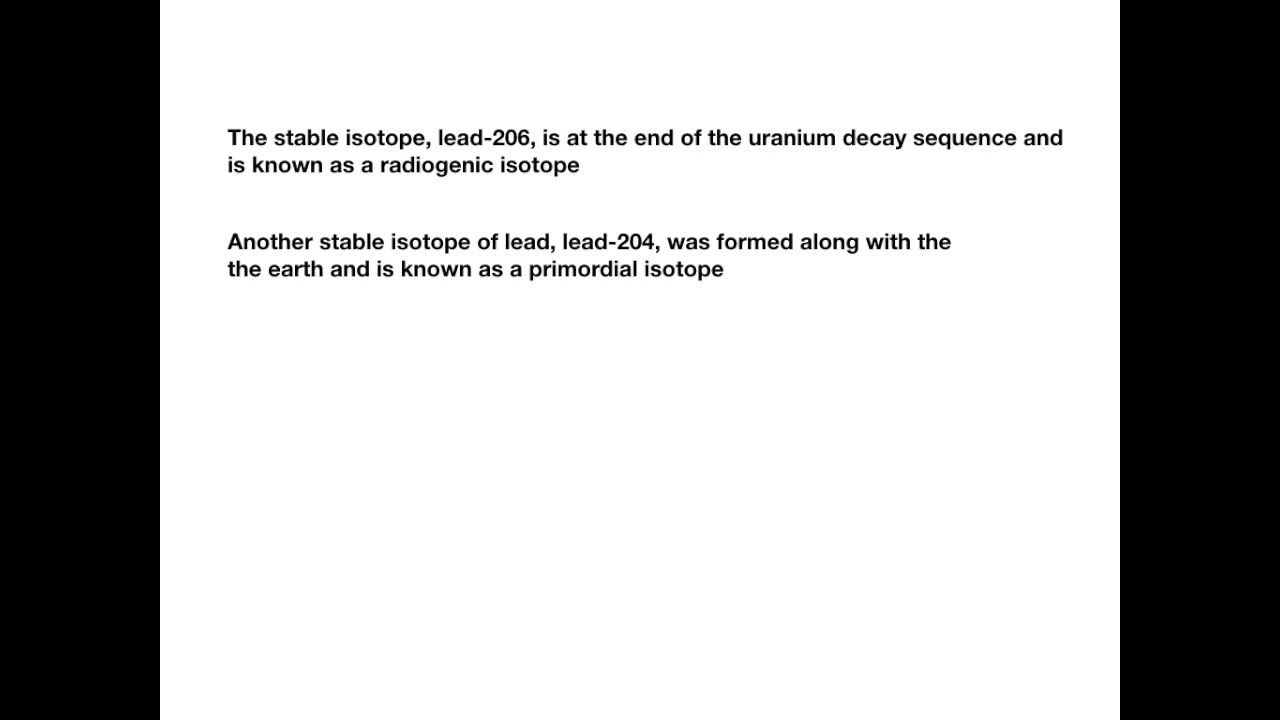 The stable isotope, lead-206, is at the end of the uranium decay sequence and
is known as a radiogenic isotope
Another stable isotope of lead, lead-204, was formed along with the
the earth and is known as a primordial isotope